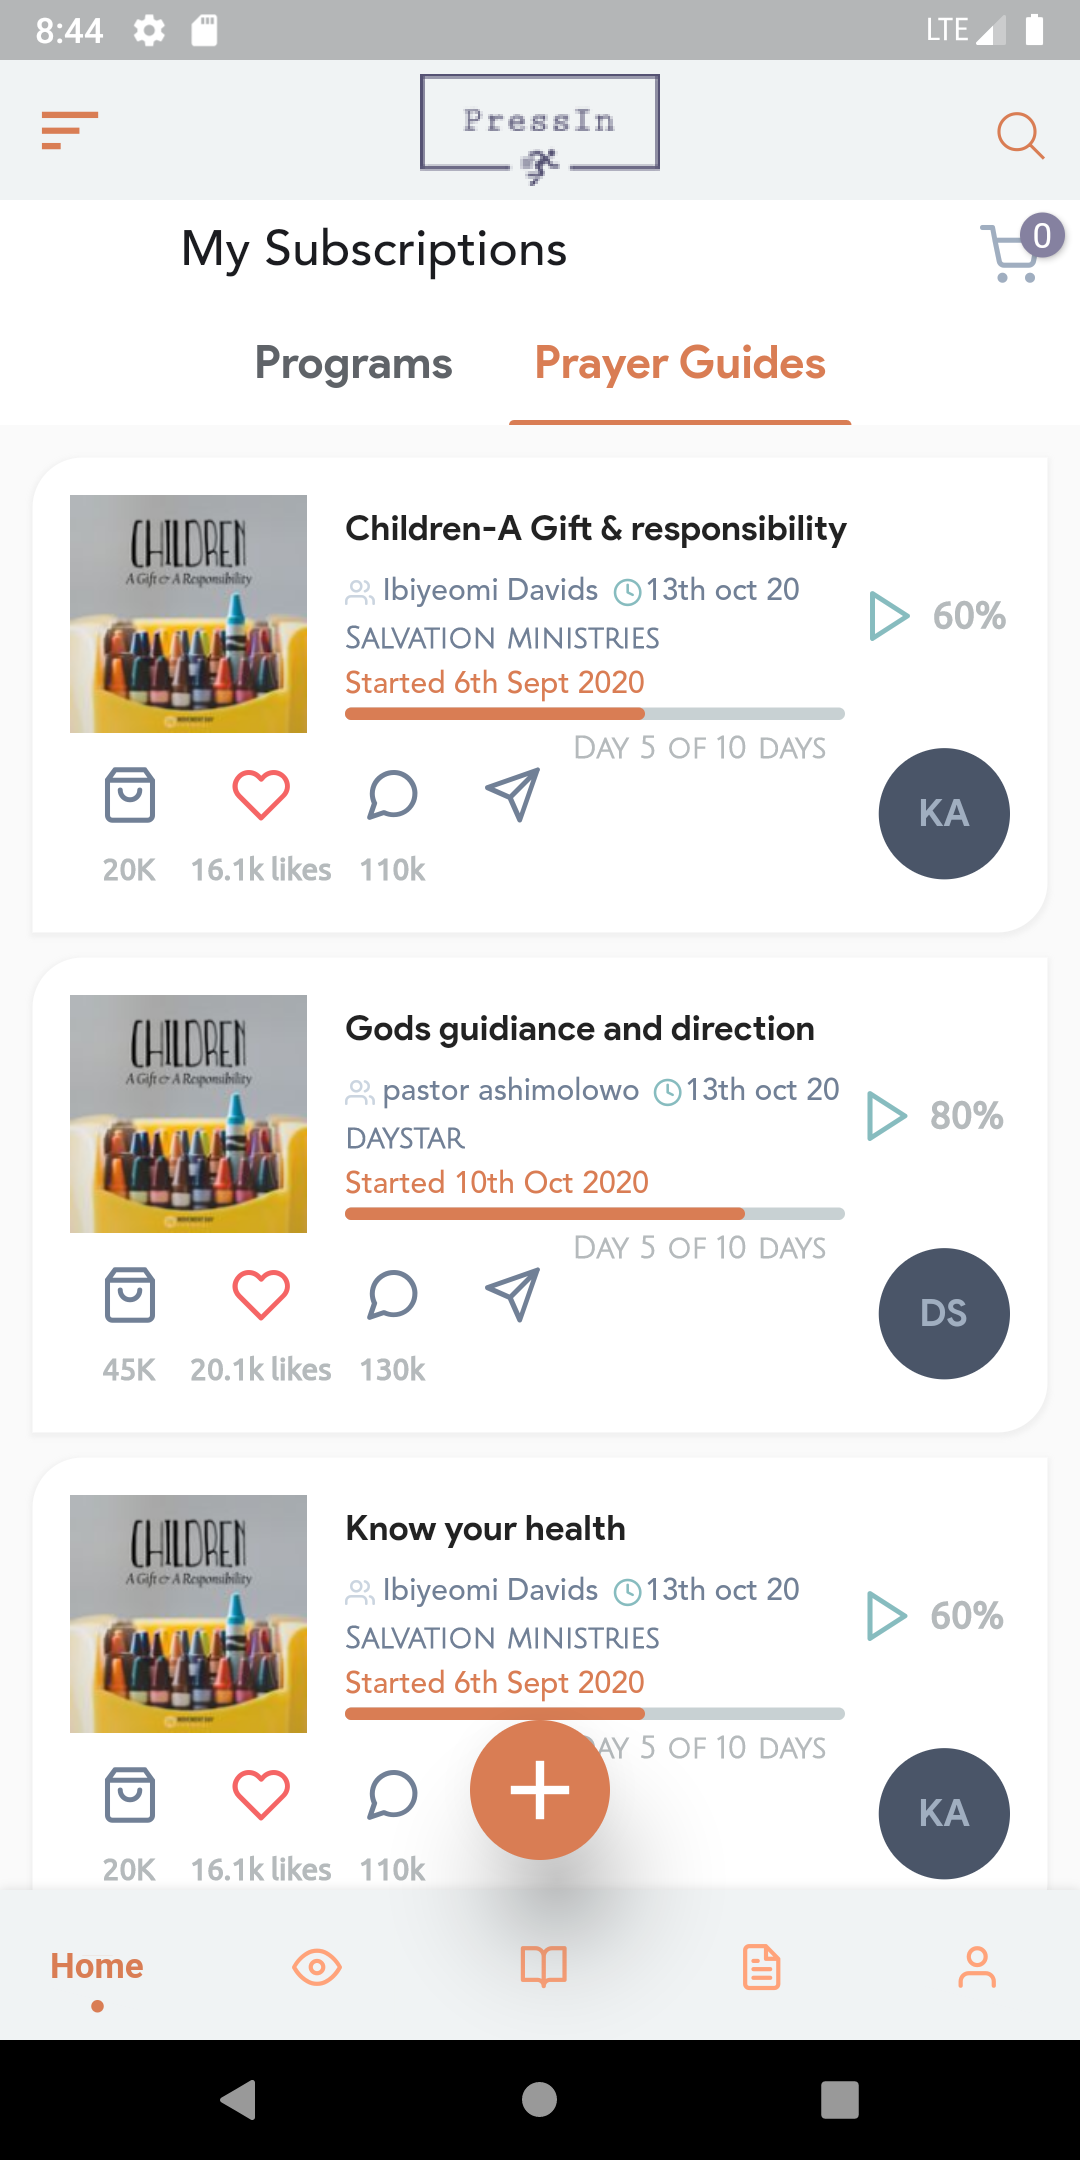 8:44
LTE
PressIn
My Subscriptions
0
Programs
Prayer Guides
CHILDREN
A Gift & A Responsibility
Children-A Gift & responsibility
Ibiyeomi Davids
13th oct 20
SALVATION MINISTRIES
Started 6th Sept 2020
60%
DAY 5 OF 10 DAYS
KA
20K
16.1k likes
110k
CHILDREN
A Gift & A Responsibility
Gods guidiance and direction
pastor ashimolowo
13th oct 20
DAYSTAR
Started 10th Oct 2020
80%
DAY 5 OF 10 DAYS
DS
45K
20.1k likes
130k
CHILDREN
A Gift & A Responsibility
Know your health
Ibiyeomi Davids
13th oct 20
SALVATION MINISTRIES
Started 6th Sept 2020
60%
AY 5 OF 10 DAYS
KA
20K
16.1k likes
110k
Home